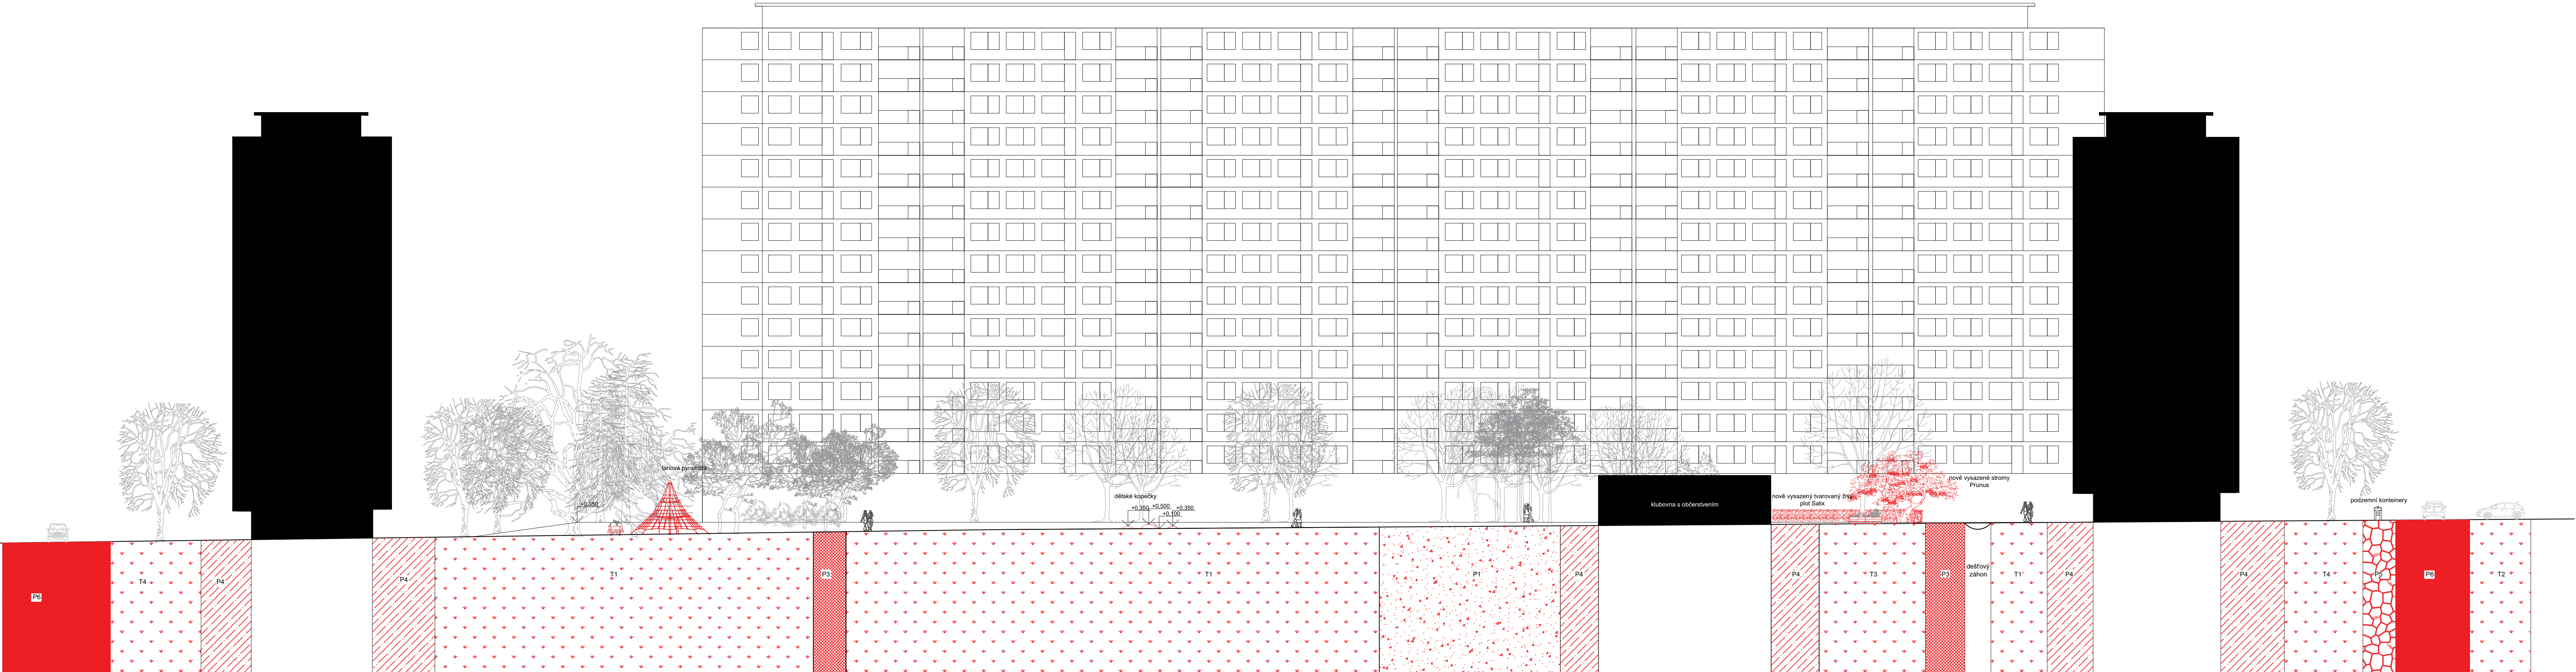 lanová pyramida
+0,350
dětské kopečky
+0,350
+0,500
+0,100
+0,350
klubovna s občerstvením
nově vysazený tvarovaný živý
plot Salix
nově vysazené stromy
Prunus
podzemní konteinery
P6
T4
P4
P4
T1
P3
T1
P1
P4
P4
T3
P3
dešťový
záhon
T1
P4
P4
T4
P5
P6
T2